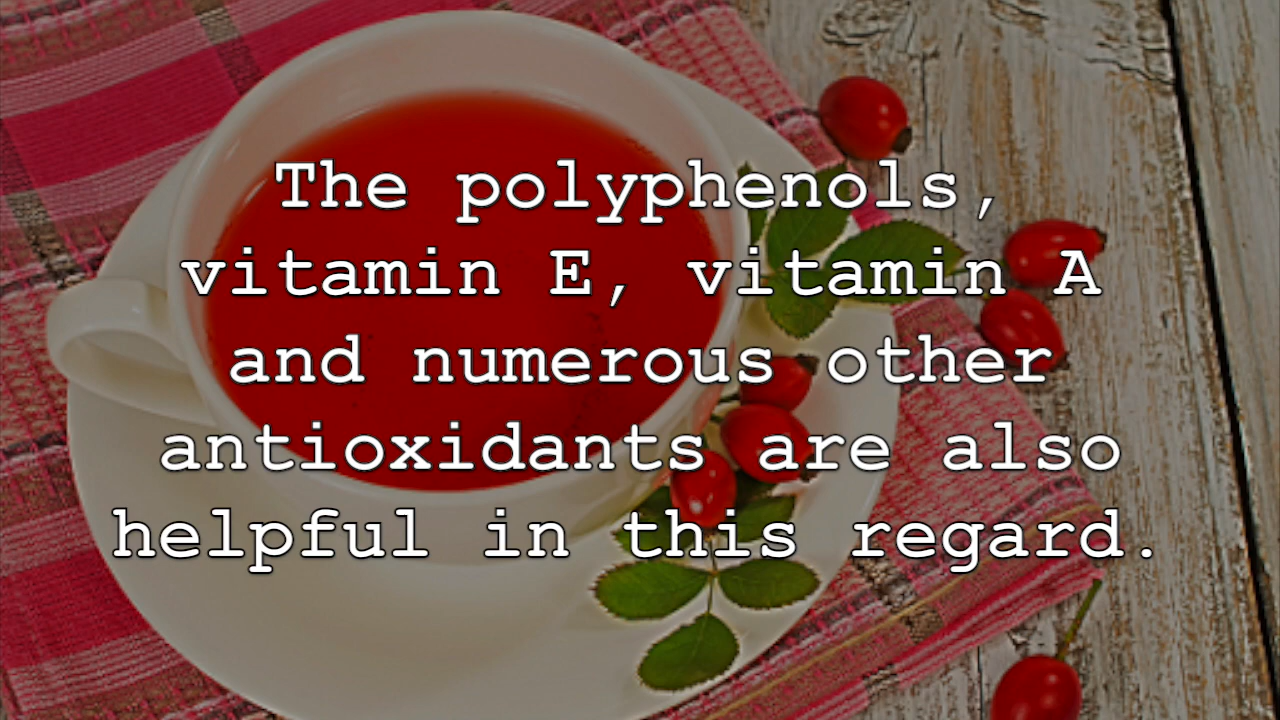 The polyphenols,
vitamin E, vitamin A
and numerous other
antioxidants are also
helpful in this regard.